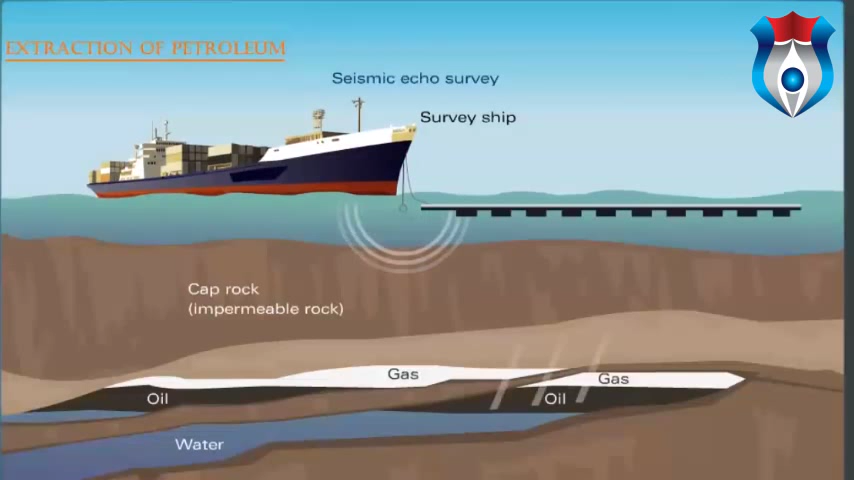 EXTRACTION OF PETROLEUM
Seismic echo survey
Survey ship
Cap rock
(impermeable rock)
Gas
Gas
Oil
Oil
Water